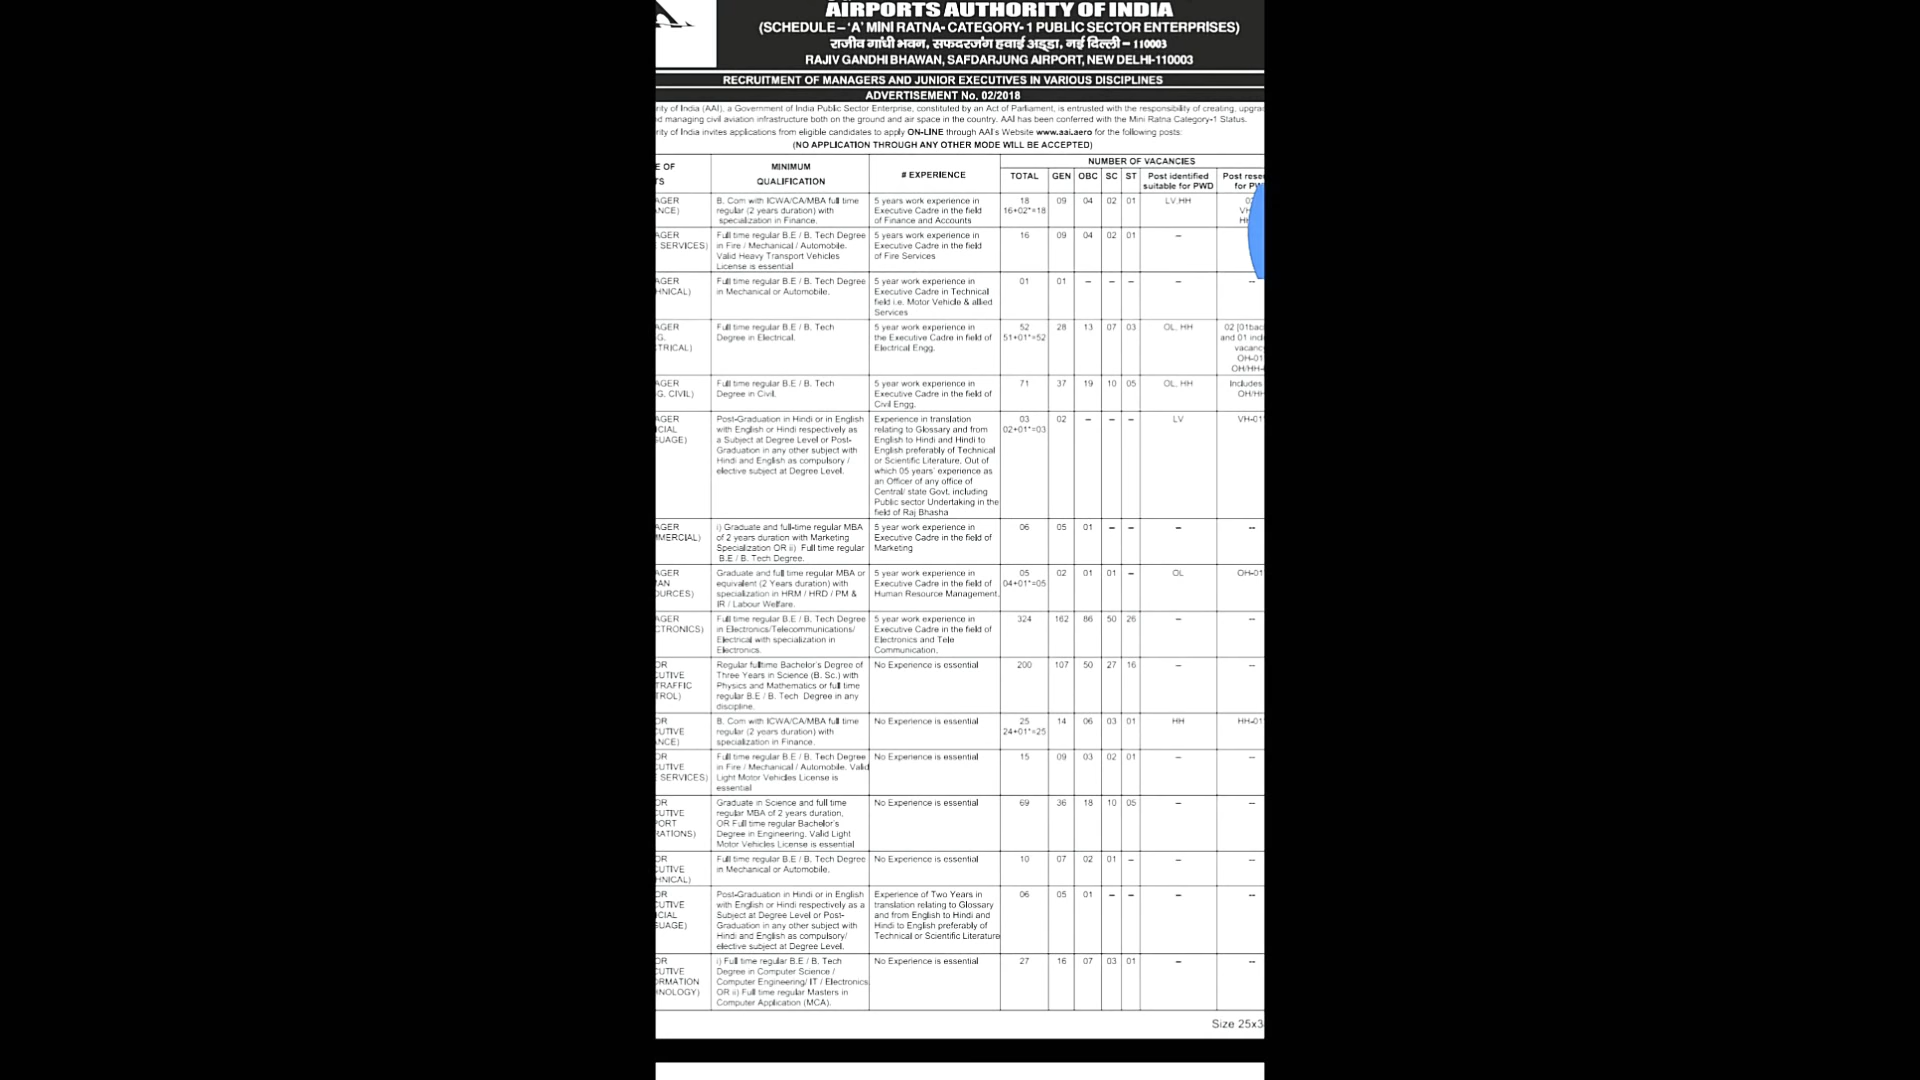 AIRPORTS AUTHORITY OF INDIA
(SCHEDULE – 'A' MINI RATNA- CATEGORY- 1 PUBLIC SECTOR ENTERPRISES)
राजीव गांधी भवन, सफदरजंग हवाई अड्डा, नई दिल्ली – 110003
RAJIV GANDHI BHAWAN, SAFDARJUNG AIRPORT, NEW DELHI-110003
RECRUITMENT OF MANAGERS AND JUNIOR EXECUTIVES IN VARIOUS DISCIPLINES
ADVERTISEMENT No. 02/2018
rity of India (AAI), a Government of India Public Sector Enterprise, constituted by an Act of Parliament, is entrusted with the responsibility of creating, upgra
d managing civil aviation infrastructure both on the ground and air space in the country. AAI has been conferred with the Mini Ratna Category-1 Status.
rity of India invites applications from eligible candidates to apply ON-LINE through AAI's Website www.aai.aero for the following posts:
(NO APPLICATION THROUGH ANY OTHER MODE WILL BE ACCEPTED)
E OF
TS
MINIMUM
QUALIFICATION
# EXPERIENCE
NUMBER OF VACANCIES
TOTAL GEN OBC SC ST
Post identified
suitable for PWD
Post rese
for PW
AGER
NCE)
B. Com with ICWA/CA/MBA full time
regular (2 years duration) with
specialization in Finance.
5 years work experience in
Executive Cadre in the field
of Finance and Accounts
18 09 04 02 01 LV,HH
16+02*=18
AGER
SERVICES)
Full time regular B.E / B. Tech Degree
in Fire / Mechanical / Automobile.
Valid Heavy Transport Vehicles
License is essential
5 years work experience in
Executive Cadre in the field
of Fire Services
16 09 04 02 01 –
AGER
HNICAL)
Full time regular B.E / B. Tech Degree
in Mechanical or Automobile.
5 year work experience in
Executive Cadre in Technical
field i.e. Motor Vehicle & allied
Services
01 01 – – – – --
AGER
G.
TRICAL)
Full time regular B.E / B. Tech
Degree in Electrical.
5 year work experience in
the Executive Cadre in field of
Electrical Engg.
52 28 13 07 03 OL, HH
51+01*=52
02 [01bac
and 01 ind
vacanc
OH-01
OH/HH-
AGER
G. CIVIL)
Full time regular B.E / B. Tech
Degree in Civil.
5 year work experience in
Executive Cadre in the field of
Civil Engg.
71 37 19 10 05 OL, HH
Includes
OH/HH
AGER
CIAL
UAGE)
Post-Graduation in Hindi or in English
with English or Hindi respectively as
a Subject at Degree Level or Post-
Graduation in any other subject with
Hindi and English as compulsory /
elective subject at Degree Level.
Experience in translation
relating to Glossary and from
English to Hindi and Hindi to
English preferably of Technical
or Scientific Literature. Out of
which 05 years' experience as
an Officer of any office of
Central/ state Govt. including
Public sector Undertaking in the
field of Raj Bhasha
03 02 – – – LV VH-01
02+01*=03
AGER
MERCIAL)
i) Graduate and full-time regular MBA
of 2 years duration with Marketing
Specialization OR ii) Full time regular
B.E / B. Tech Degree.
5 year work experience in
Executive Cadre in the field of
Marketing
06 05 01 – – – --
AGER
AN
OURCES)
Graduate and full time regular MBA or
equivalent (2 Years duration) with
specialization in HRM / HRD / PM &
IR / Labour Welfare.
5 year work experience in
Executive Cadre in the field of
Human Resource Management.
05 02 01 01 – OL OH-01
04+01*=05
AGER
CTRONICS)
Full time regular B.E / B. Tech Degree
in Electronics/Telecommunications/
Electrical with specialization in
Electronics.
5 year work experience in
Executive Cadre in the field of
Electronics and Tele
Communication.
324 162 86 50 26 – --
OR
CUTIVE
TRAFFIC
TROL)
Regular fulltime Bachelor's Degree of
Three Years in Science (B. Sc.) with
Physics and Mathematics or full time
regular B.E / B. Tech Degree in any
discipline.
No Experience is essential
200 107 50 27 16 – --
OR
CUTIVE
NCE)
B. Com with ICWA/CA/MBA full time
regular (2 years duration) with
specialization in Finance.
No Experience is essential
25 14 06 03 01 HH HH-01
24+01*=25
OR
CUTIVE
SERVICES)
Full time regular B.E / B. Tech Degree
in Fire / Mechanical / Automobile. Valid
Light Motor Vehicles License is
essential
No Experience is essential
15 09 03 02 01 – --
OR
CUTIVE
PORT
RATIONS)
Graduate in Science and full time
regular MBA of 2 years duration,
OR Full time regular Bachelor's
Degree in Engineering. Valid Light
Motor Vehicles License is essential
No Experience is essential
69 36 18 10 05 – --
OR
CUTIVE
HNICAL)
Full time regular B.E / B. Tech Degree
in Mechanical or Automobile.
No Experience is essential
10 07 02 01 – – --
OR
CUTIVE
CIAL
UAGE)
Post-Graduation in Hindi or in English
with English or Hindi respectively as a
Subject at Degree Level or Post-
Graduation in any other subject with
Hindi and English as compulsory/
elective subject at Degree Level.
Experience of Two Years in
translation relating to Glossary
and from English to Hindi and
Hindi to English preferably of
Technical or Scientific Literature
06 05 01 – – – --
OR
CUTIVE
RMATION
NOLOGY)
i) Full time regular B.E / B. Tech
Degree in Computer Science /
Computer Engineering/ IT / Electronics
OR ii) Full time regular Masters in
Computer Application (MCA).
No Experience is essential
27 16 07 03 01 – --
Size 25x3